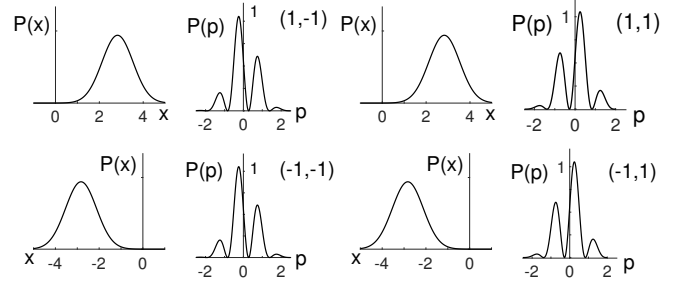 P(x) P(p) 1 (1,-1) P(x) P(p) 1 (1,1)
0 2 4 x -2 0 2 p 0 2 4 x -2 0 2 p
P(x) P(p) 1 (-1,-1) P(x) P(p) 1 (-1,1)
x -4 -2 0 -2 0 2 p x -4 -2 0 -2 0 2 p